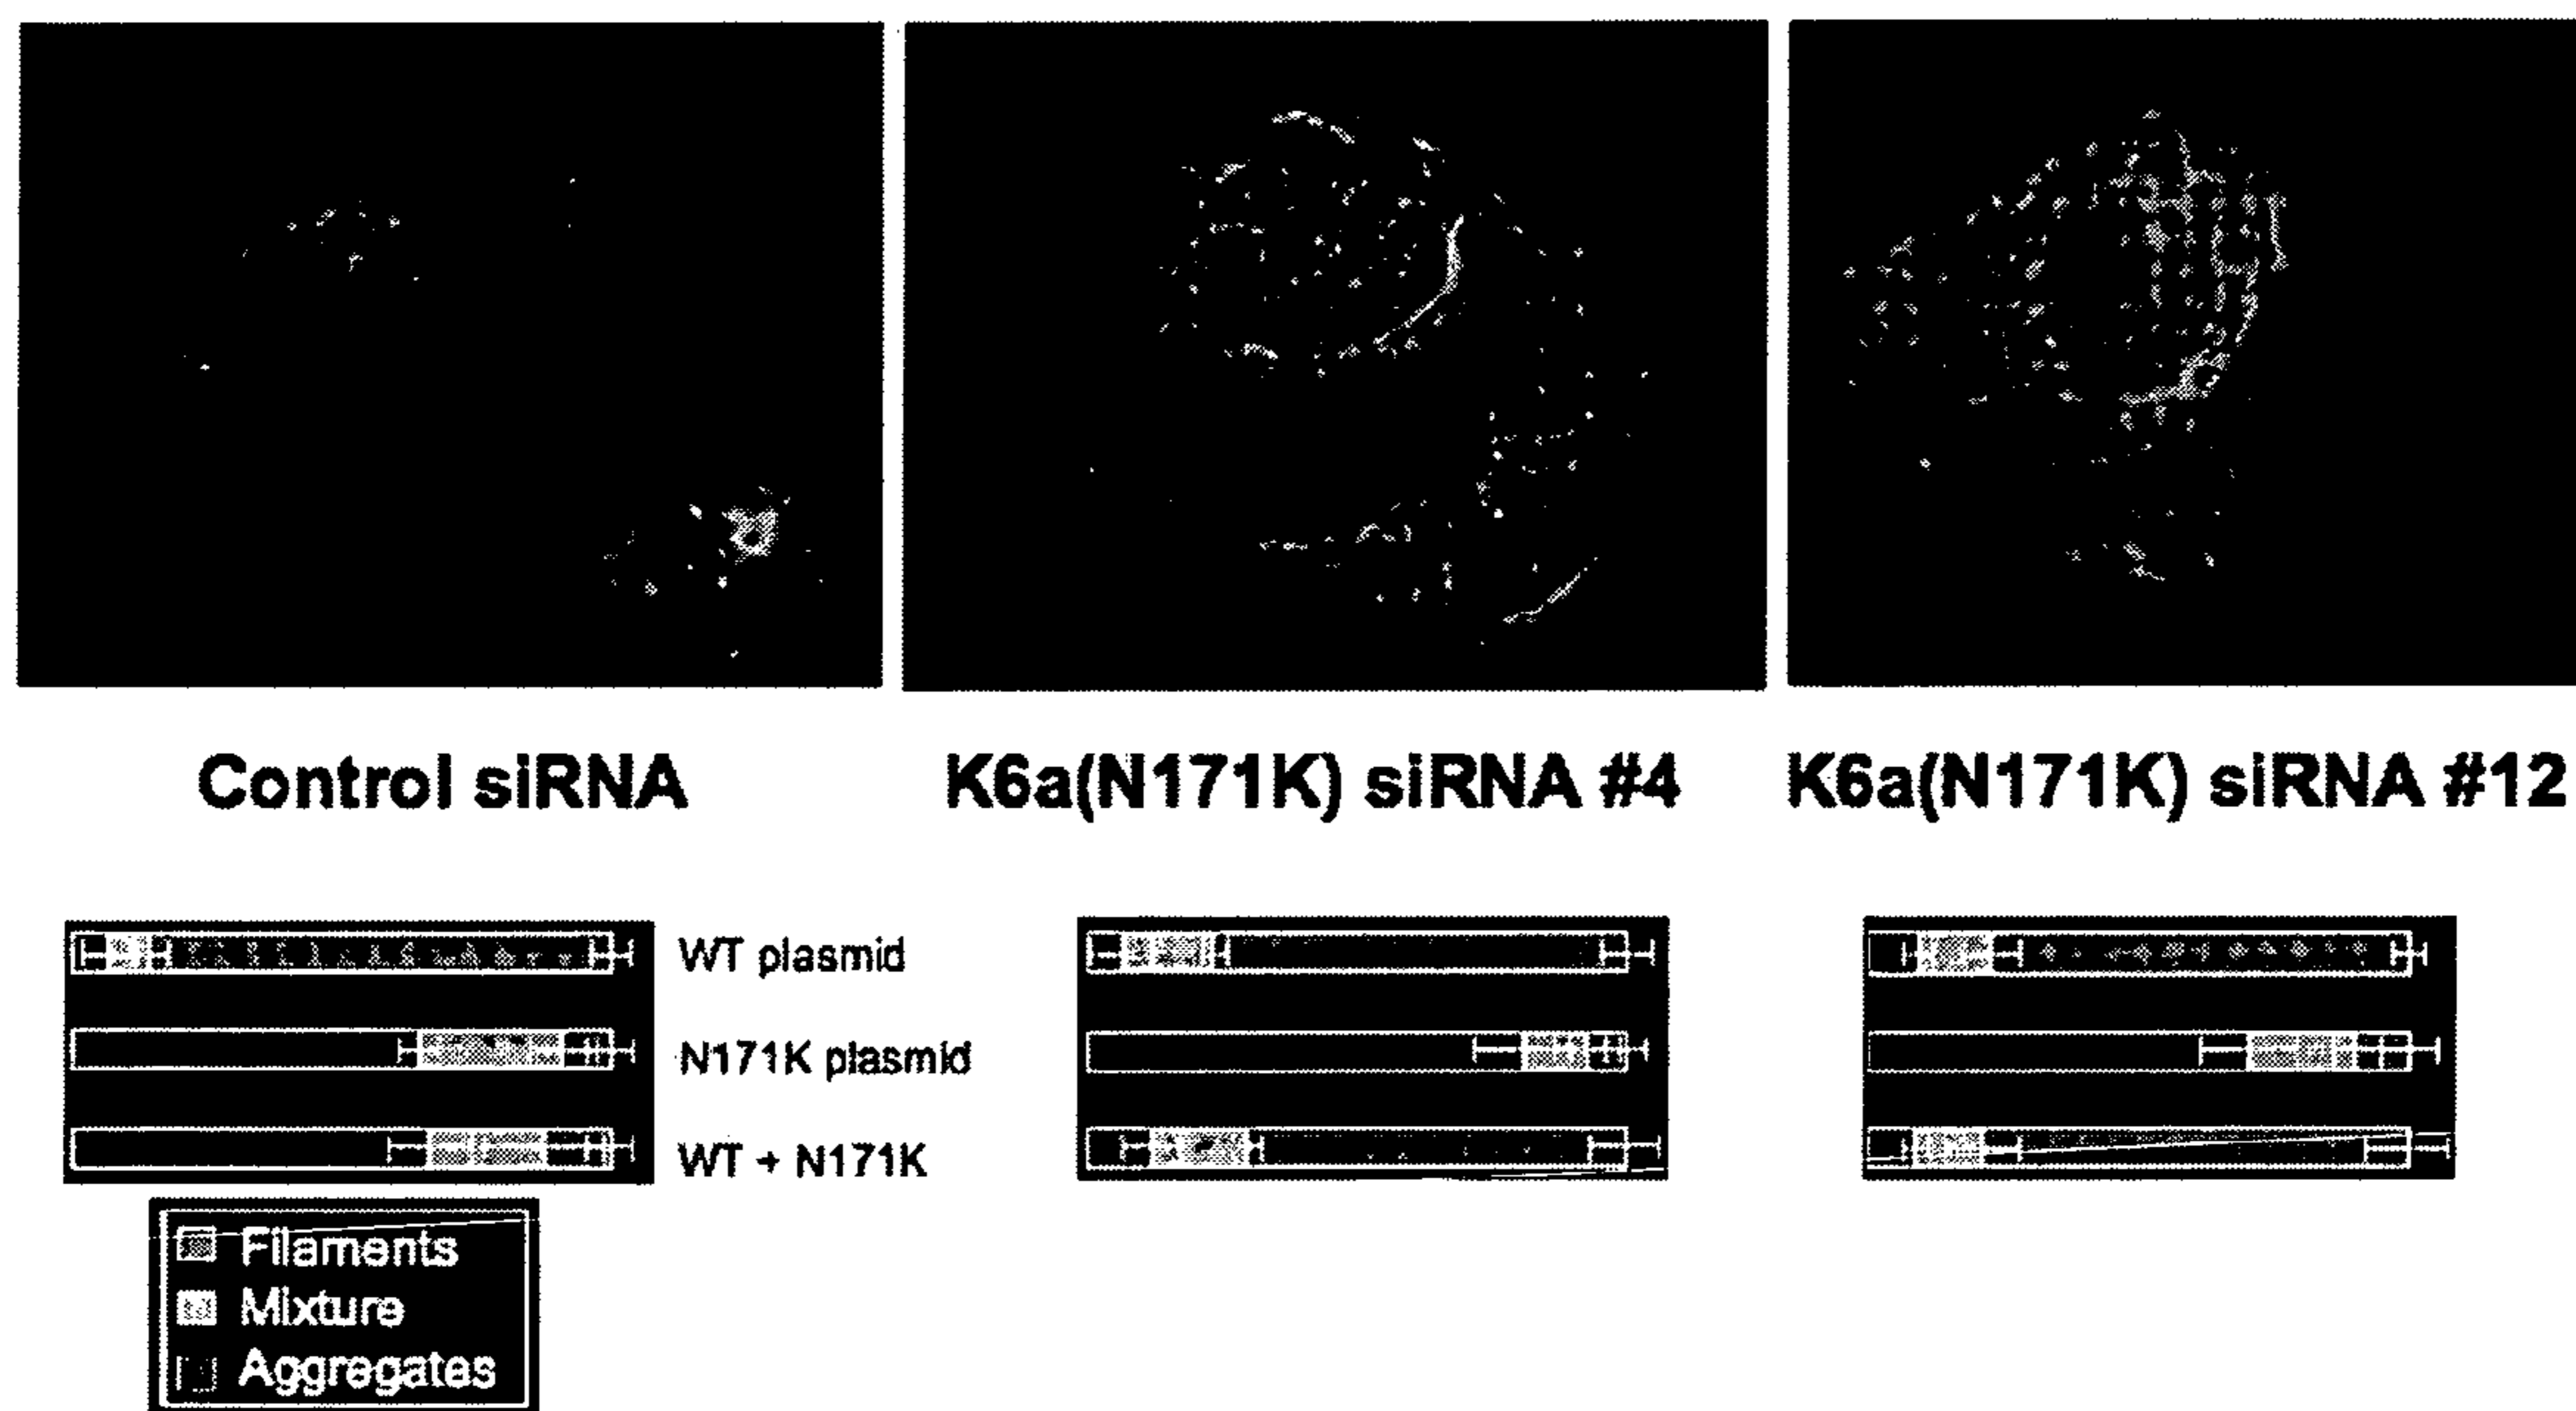 Control siRNA
K6a(N171K) siRNA #4
K6a(N171K) siRNA #12
WT plasmid
N171K plasmid
WT + N171K
Filaments
Mixture
Aggregates